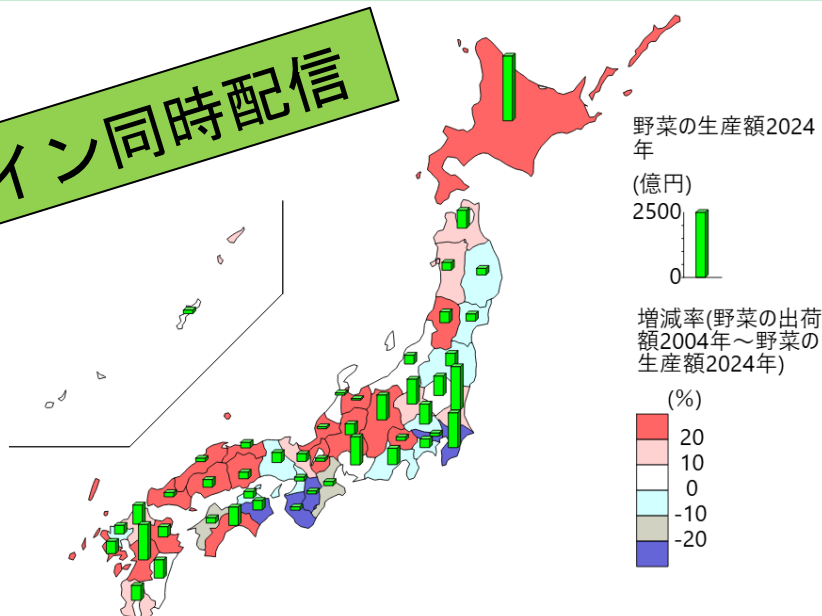 イン同時配信
野菜の生産額2024
年
(億円)
2500
0
増減率(野菜の出荷
額2004年～野菜の
生産額2024年)
(%)
20
10
0
-10
-20